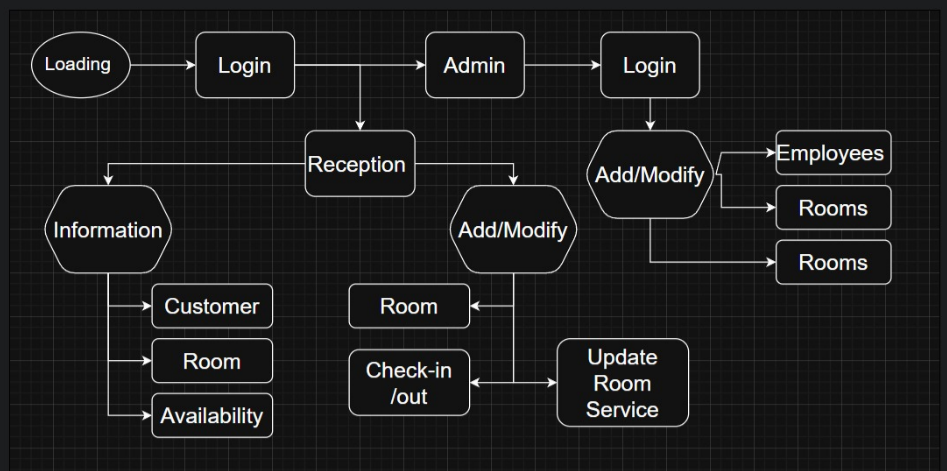 Loading
Login
Admin
Login
Reception
Add/Modify
Employees
Rooms
Rooms
Information
Add/Modify
Customer
Room
Availability
Room
Check-in
/out
Update
Room
Service